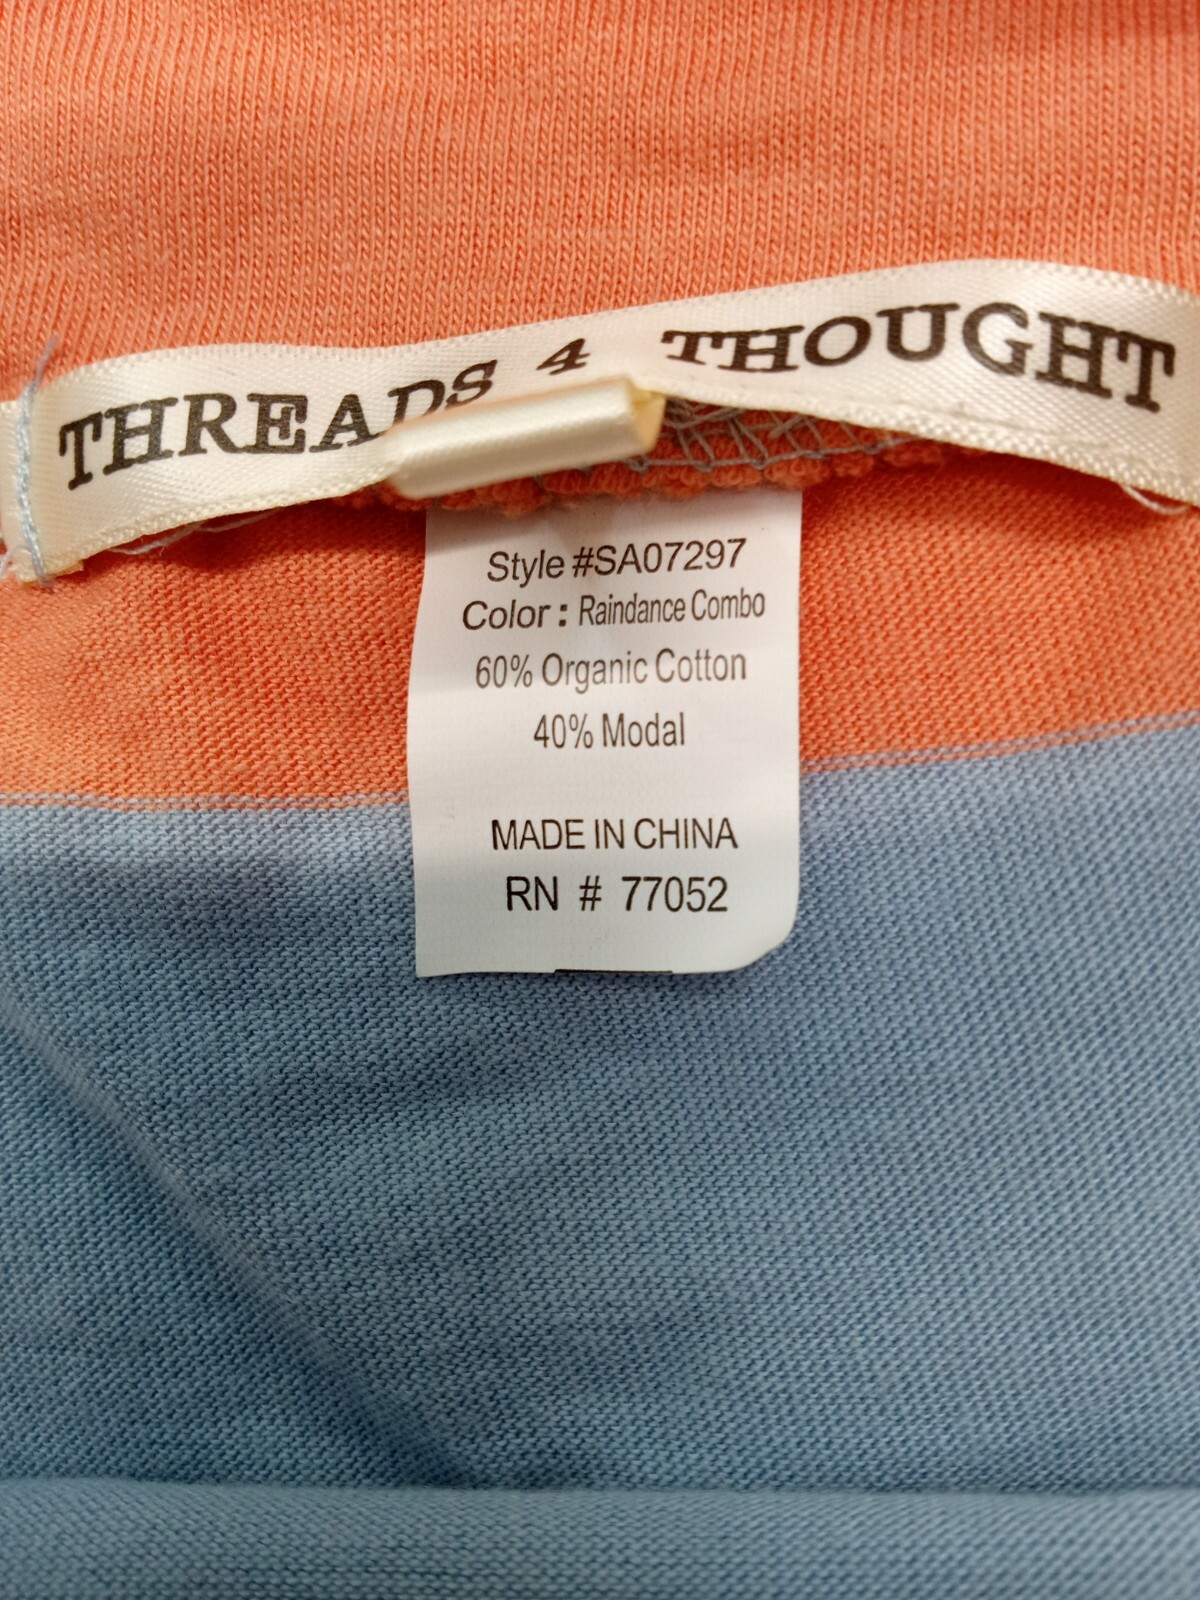 THREADS 4 THOUGHT
Style #SA07297
Color : Raindance Combo
60% Organic Cotton
40% Modal
MADE IN CHINA
RN # 77052